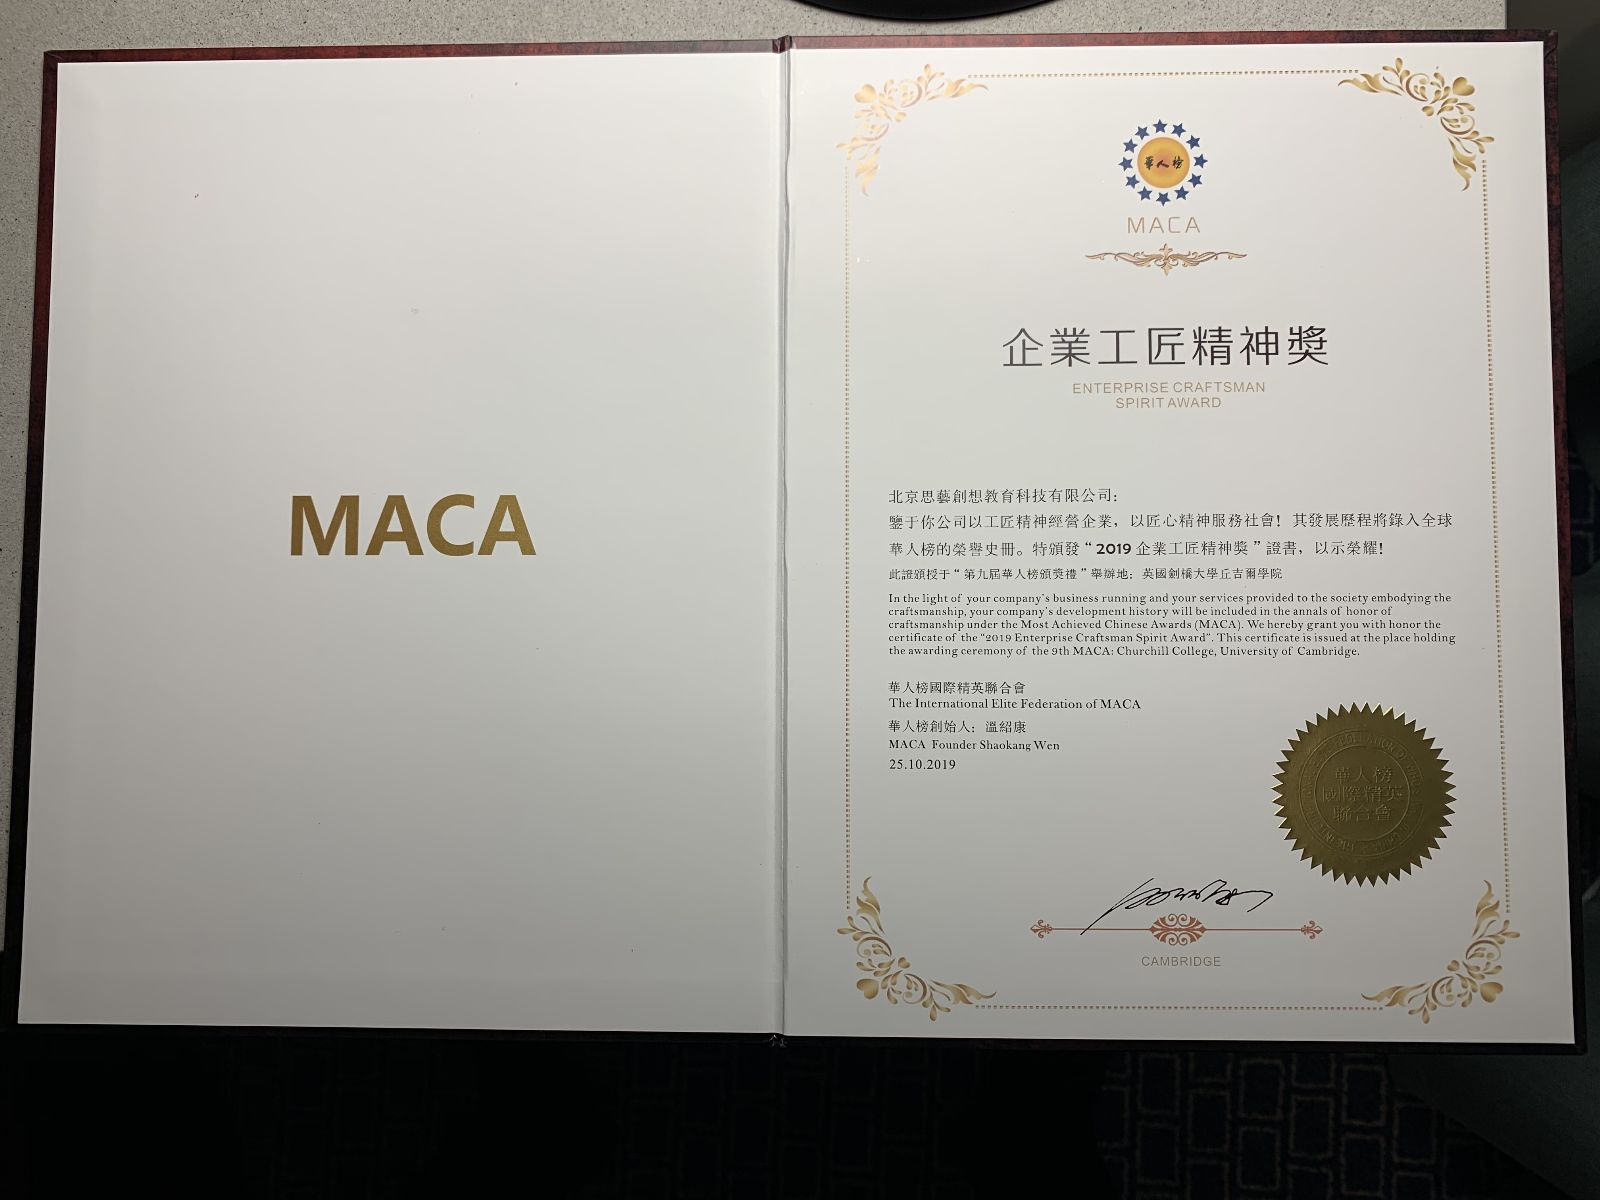 MACA
華人榜
MACA
企業工匠精神獎
ENTERPRISE CRAFTSMAN
SPIRIT AWARD
北京思藝創想教育科技有限公司：
鑒于你公司以工匠精神經營企業，以匠心精神服務社會！其發展歷程將錄入全球
華人榜的榮譽史冊。特頒發“2019 企業工匠精神獎”證書，以示榮耀！
此證頒授于“第九屆華人榜頒獎禮”舉辦地：英國劍橋大學丘吉爾學院
In the light of your company's business running and your services provided to the society embodying the
craftsmanship, your company's development history will be included in the annals of honor of
craftsmanship under the Most Achieved Chinese Awards (MACA). We hereby grant you with honor the
certificate of the "2019 Enterprise Craftsman Spirit Award". This certificate is issued at the place holding
the awarding ceremony of the 9th MACA: Churchill College, University of Cambridge.
華人榜國際精英聯合會
The International Elite Federation of MACA
華人榜創始人：溫紹康
MACA Founder Shaokang Wen
25.10.2019
華人榜
國際精英
聯合會
CAMBRIDGE